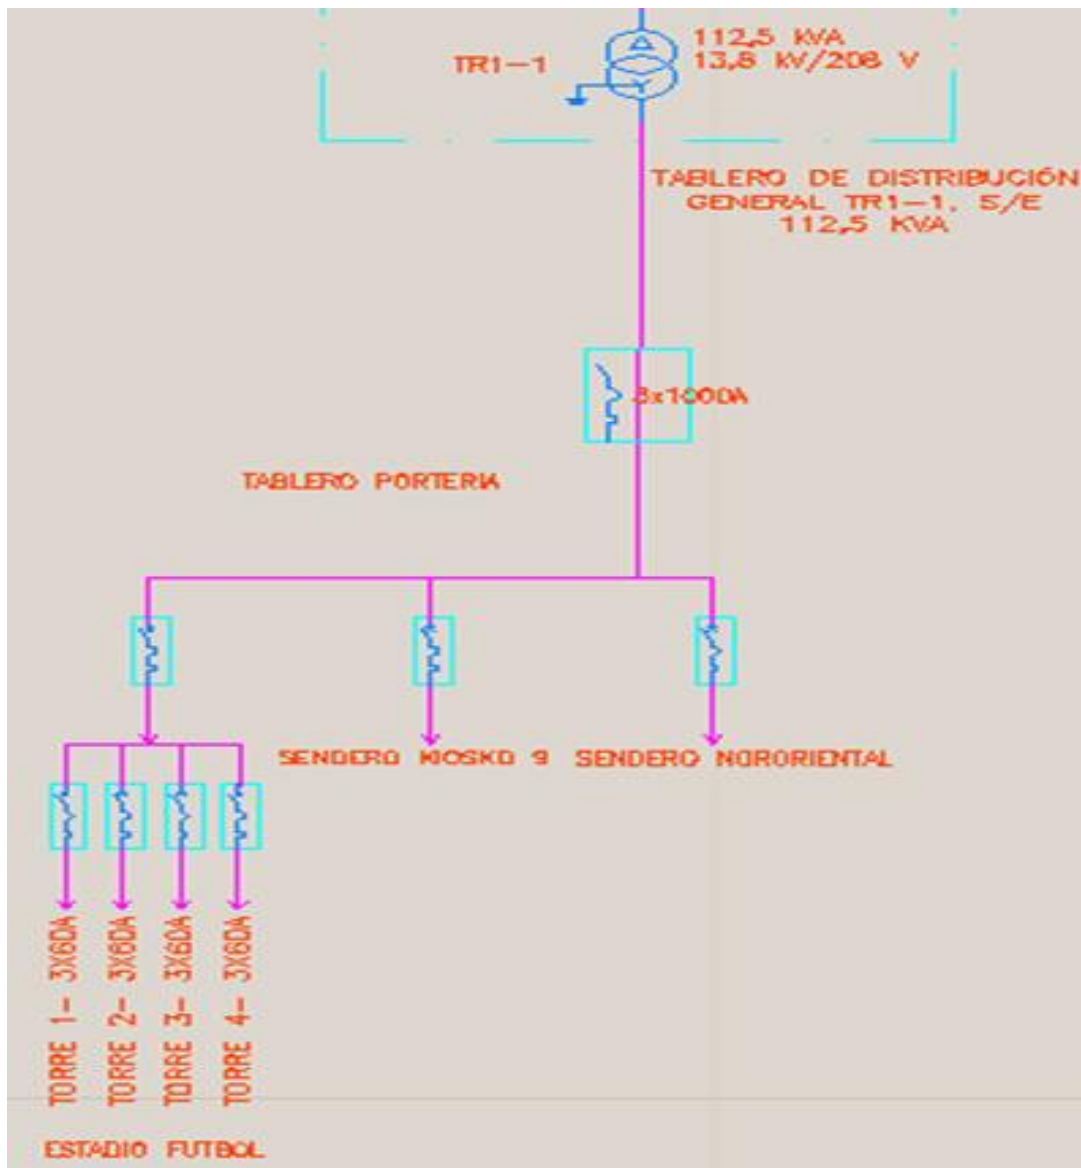 TR1-1
112,5 KVA
13,8 kV/208 V
TABLERO DE DISTRIBUCIÓN
GENERAL TR1-1. S/E
112,5 KVA
3x1000A
TABLERO PORTERIA
SENDERO KIOSKO 9
SENDERO NORORIENTAL
TORRE 1- 3X60A
TORRE 2- 3X60A
TORRE 3- 3X60A
TORRE 4- 3X60A
ESTADIO FUTBOL